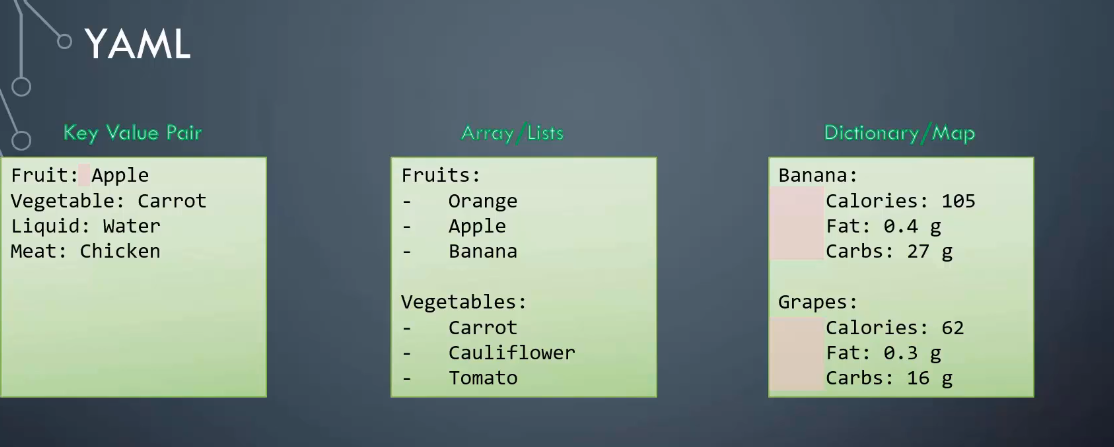 YAML
Key Value Pair
Fruit: Apple
Vegetable: Carrot
Liquid: Water
Meat: Chicken
Array/Lists
Fruits:
- Orange
- Apple
- Banana
Vegetables:
- Carrot
- Cauliflower
- Tomato
Dictionary/Map
Banana:
Calories: 105
Fat: 0.4 g
Carbs: 27 g
Grapes:
Calories: 62
Fat: 0.3 g
Carbs: 16 g